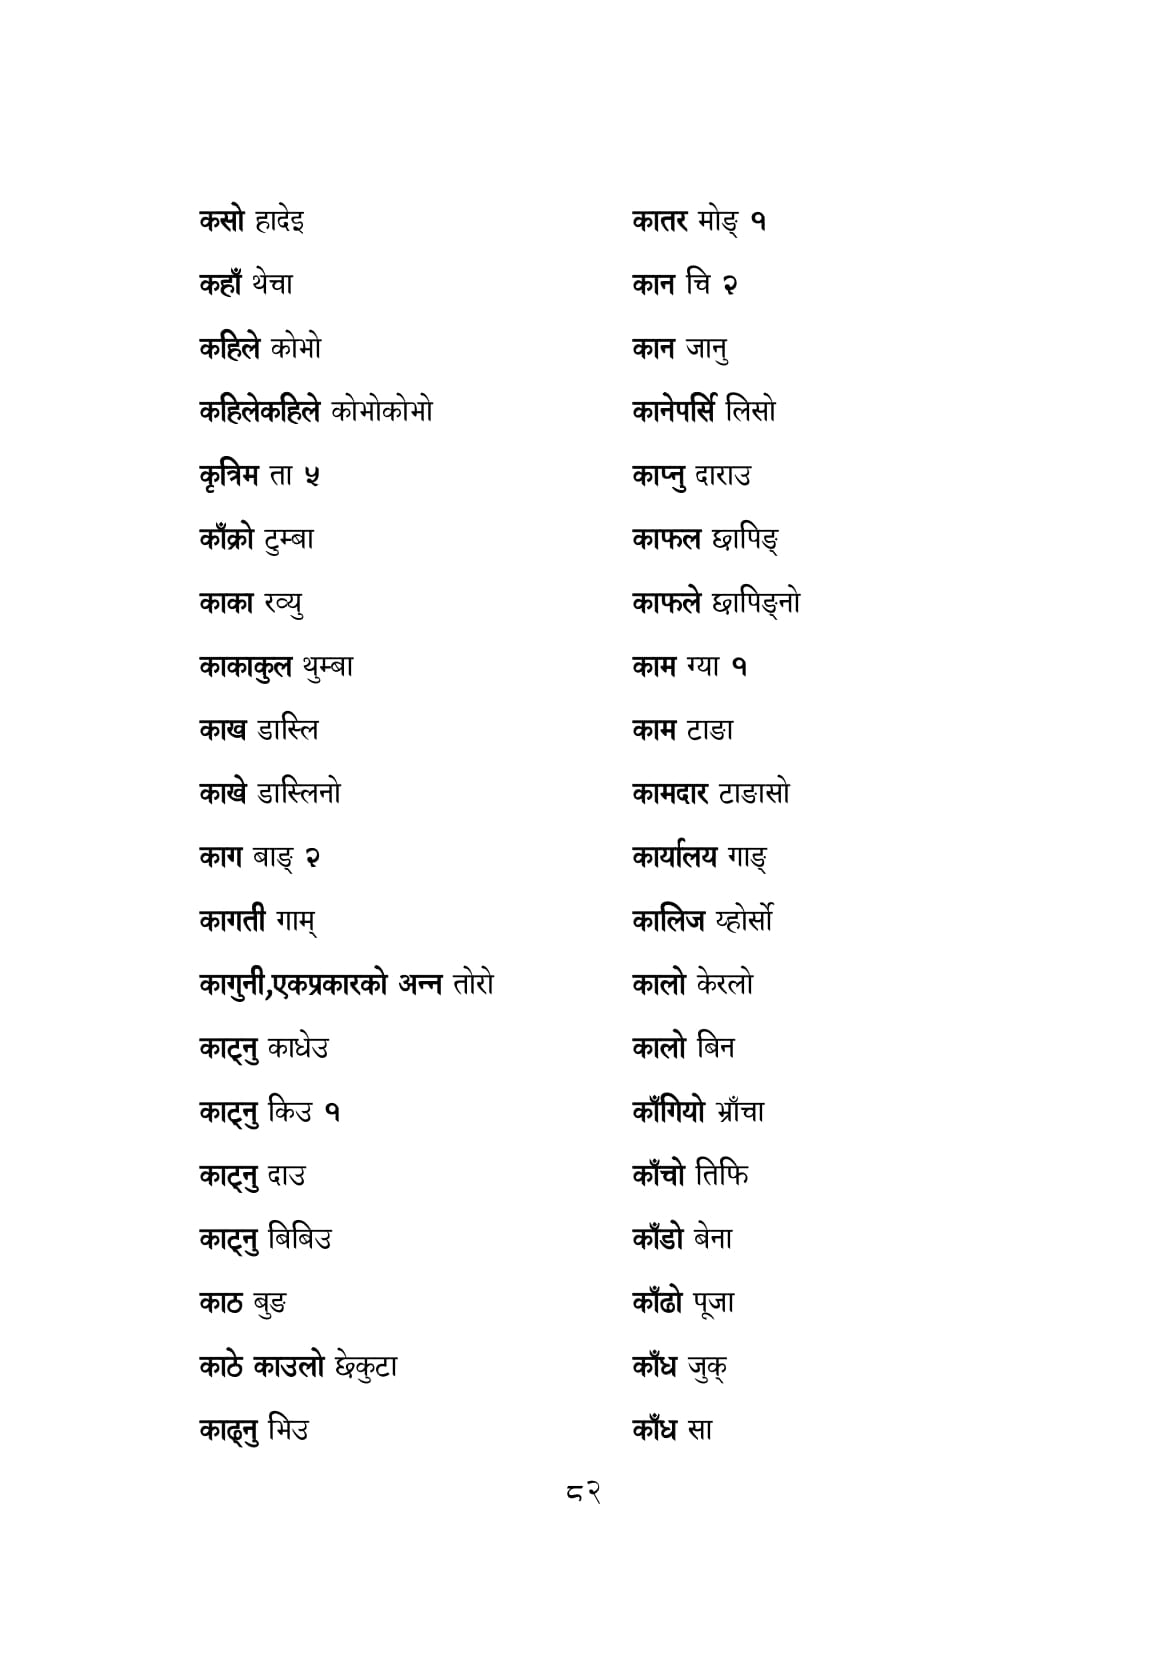 कसो हादेइ
कहाँ थेचा
कहिले कोभो
कहिलेकहिले कोभोकोभो
कृत्रिम ता ५
काँक्रो टुम्बा
काका रव्यु
काकाकुल थुम्बा
काख डास्लि
काखे डास्लिनो
काग बाङ् २
कागती गाम्
कागुनी,एकप्रकारको अन्न तोरो
काट्नु काधेउ
काट्नु किउ १
काट्नु दाउ
काट्नु बिबिउ
काठ बुङ
काठे काउलो छेकुटा
काढ्नु भिउ
कातर मोङ् १
कान चि २
कान जानु
कानेपर्सि लिसो
काप्नु दाराउ
काफल छापिङ्
काफले छापिङ्नो
काम ग्या १
काम टाङा
कामदार टाङासो
कार्यालय गाङ्
कालिज य्होर्सो
कालो केरलो
कालो बिन
काँगियो भ्राँचा
काँचो तिफि
काँडो बेना
काँढो पूजा
काँध जुक्
काँध सा
८२